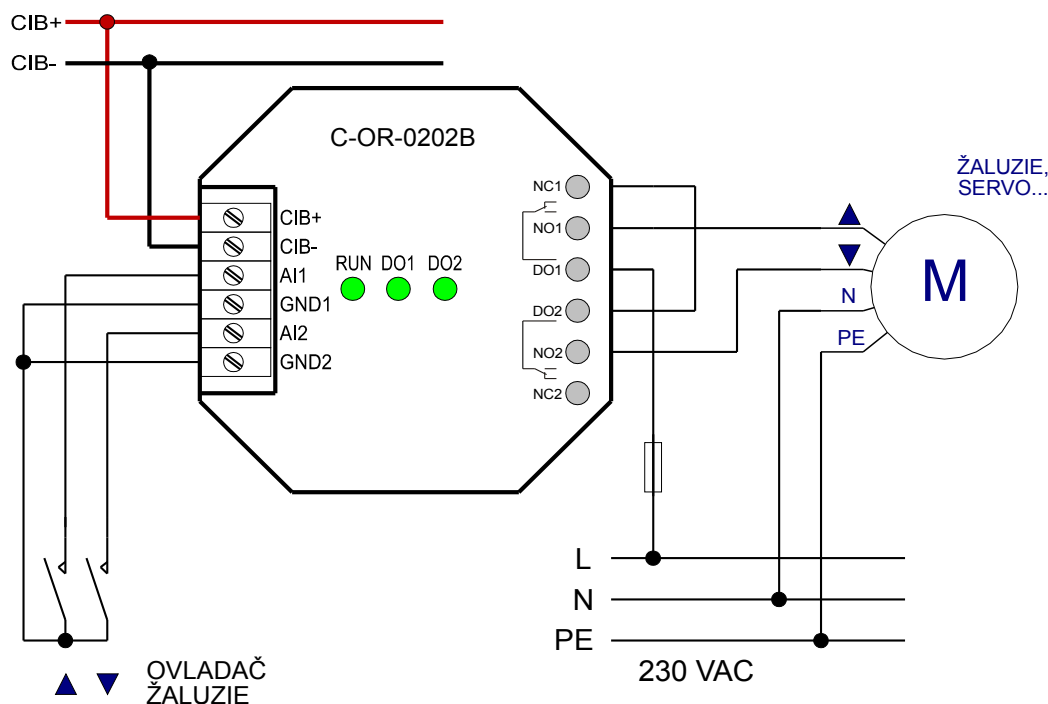 CIB+
CIB-
C-OR-0202B
ŽALUZIE,
SERVO...
CIB+
CIB-
AI1
GND1
AI2
GND2
RUN DO1 DO2
NC1
NO1
DO1
DO2
NO2
NC2
M
N
PE
L
N
PE
230 VAC
OVLADAČ
ŽALUZIE